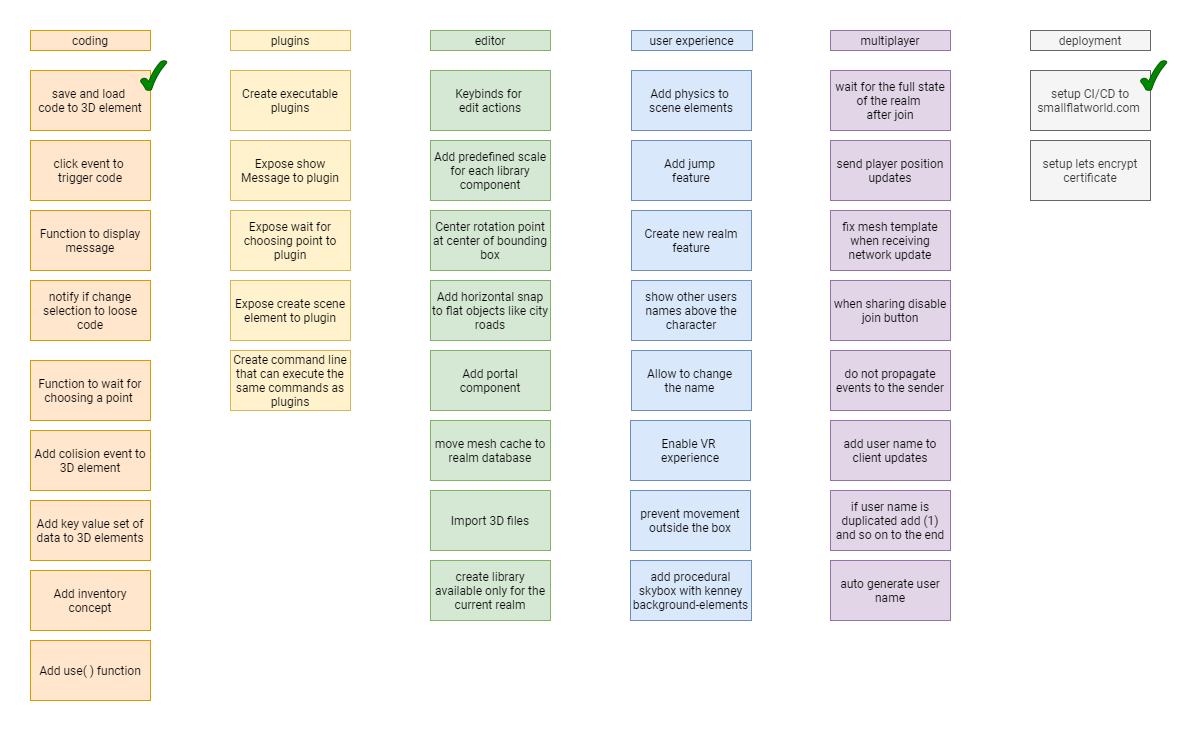 coding
save and load
code to 3D element
click event to
trigger code
Function to display
message
notify if change
selection to loose
code
Function to wait for
choosing a point
Add colision event to
3D element
Add key value set of
data to 3D elements
Add inventory
concept
Add use( ) function
plugins
Create executable
plugins
Expose show
Message to plugin
Expose wait for
choosing point to
plugin
Expose create scene
element to plugin
Create command line
that can execute the
same commands as
plugins
editor
Keybinds for
edit actions
Add predefined scale
for each library
component
Center rotation point
at center of bounding
box
Add horizontal snap
to flat objects like city
roads
Add portal
component
move mesh cache to
realm database
Import 3D files
create library
available only for the
current realm
user experience
Add physics to
scene elements
Add jump
feature
Create new realm
feature
show other users
names above the
character
Allow to change
the name
Enable VR
experience
prevent movement
outside the box
add procedural
skybox with kenney
background-elements
multiplayer
wait for the full state
of the realm
after join
send player position
updates
fix mesh template
when receiving
network update
when sharing disable
join button
do not propagate
events to the sender
add user name to
client updates
if user name is
duplicated add (1)
and so on to the end
auto generate user
name
deployment
setup CI/CD to
smallflatworld.com
setup lets encrypt
certificate